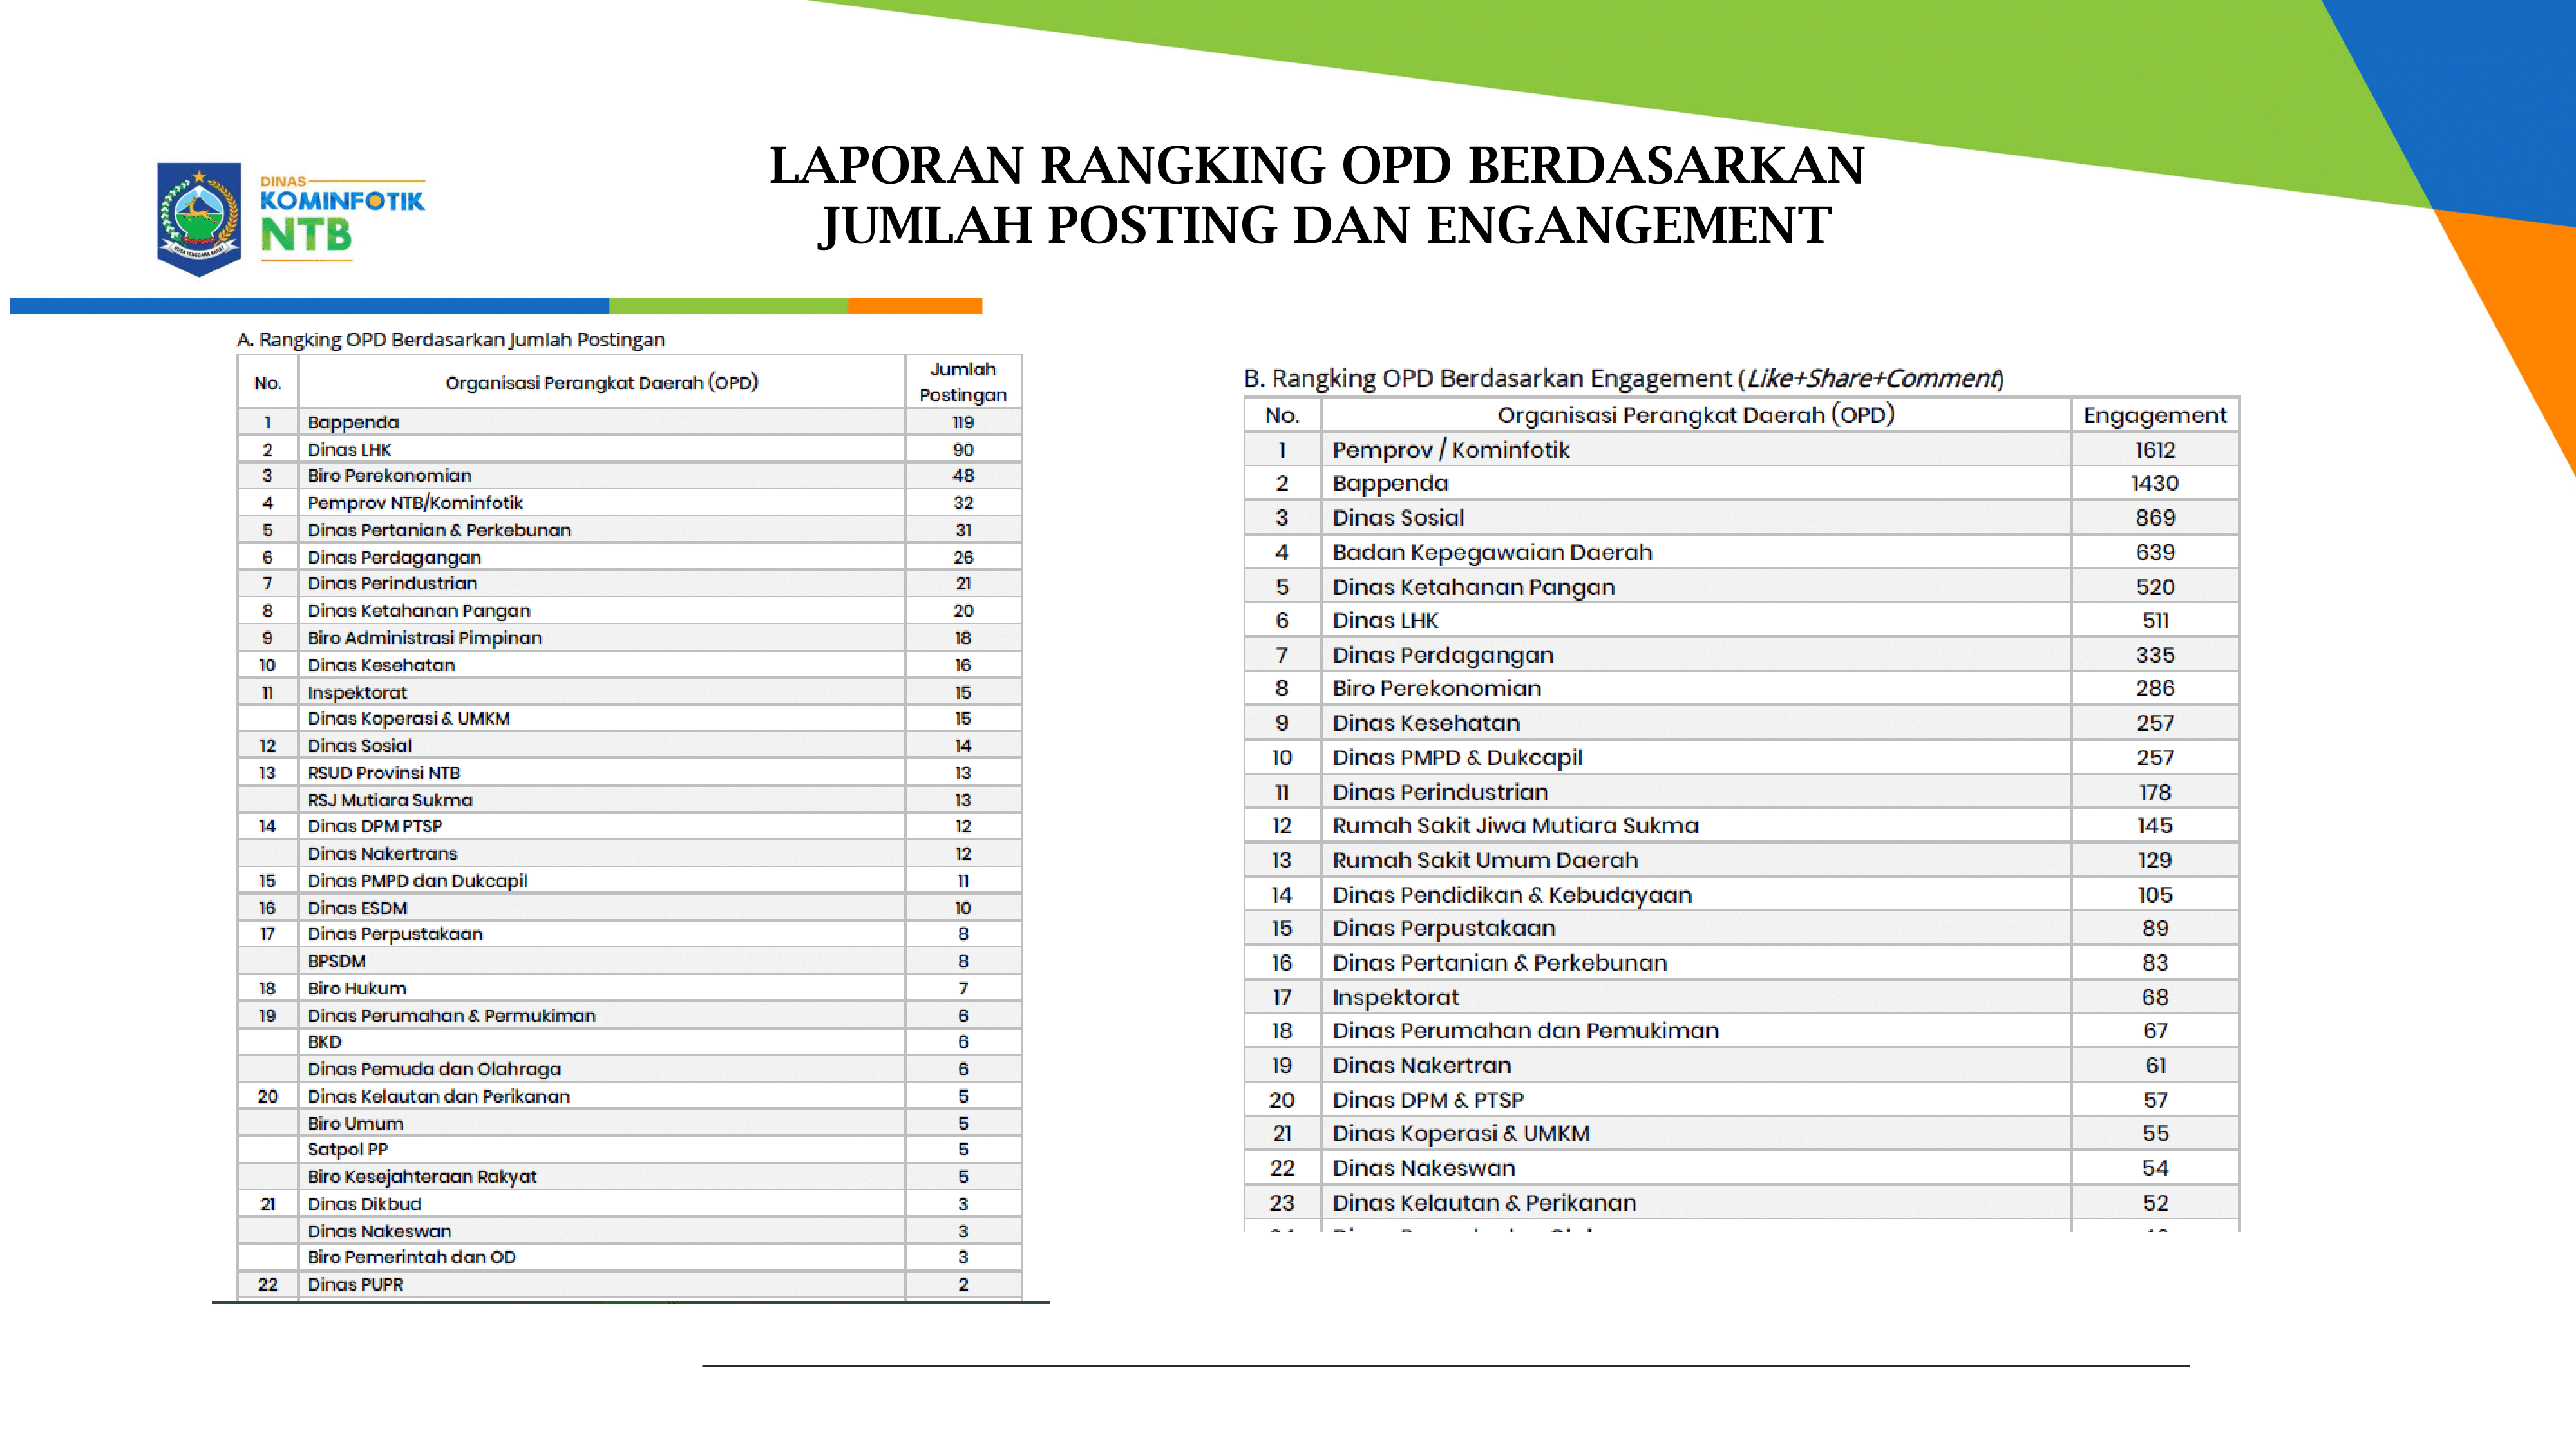 LAPORAN RANGKING OPD BERDASARKAN
JUMLAH POSTING DAN ENGANGEMENT
DINAS
KOMINFOTIK
NTB
NUSA TENGGARA BARAT
A. Rangking OPD Berdasarkan Jumlah Postingan
No. Organisasi Perangkat Daerah (OPD) Jumlah Postingan
1 Bappenda 119
2 Dinas LHK 90
3 Biro Perekonomian 48
4 Pemprov NTB/Kominfotik 32
5 Dinas Pertanian & Perkebunan 31
6 Dinas Perdagangan 26
7 Dinas Perindustrian 21
8 Dinas Ketahanan Pangan 20
9 Biro Administrasi Pimpinan 18
10 Dinas Kesehatan 16
11 Inspektorat 15
Dinas Koperasi & UMKM 15
12 Dinas Sosial 14
13 RSUD Provinsi NTB 13
RSJ Mutiara Sukma 13
14 Dinas DPM PTSP 12
Dinas Nakertrans 12
15 Dinas PMPD dan Dukcapil 11
16 Dinas ESDM 10
17 Dinas Perpustakaan 8
BPSDM 8
18 Biro Hukum 7
19 Dinas Perumahan & Permukiman 6
BKD 6
Dinas Pemuda dan Olahraga 6
20 Dinas Kelautan dan Perikanan 5
Biro Umum 5
Satpol PP 5
Biro Kesejahteraan Rakyat 5
21 Dinas Dikbud 3
Dinas Nakeswan 3
Biro Pemerintah dan OD 3
22 Dinas PUPR 2
B. Rangking OPD Berdasarkan Engagement (Like+Share+Comment)
No. Organisasi Perangkat Daerah (OPD) Engagement
1 Pemprov / Kominfotik 1612
2 Bappenda 1430
3 Dinas Sosial 869
4 Badan Kepegawaian Daerah 639
5 Dinas Ketahanan Pangan 520
6 Dinas LHK 511
7 Dinas Perdagangan 335
8 Biro Perekonomian 286
9 Dinas Kesehatan 257
10 Dinas PMPD & Dukcapil 257
11 Dinas Perindustrian 178
12 Rumah Sakit Jiwa Mutiara Sukma 145
13 Rumah Sakit Umum Daerah 129
14 Dinas Pendidikan & Kebudayaan 105
15 Dinas Perpustakaan 89
16 Dinas Pertanian & Perkebunan 83
17 Inspektorat 68
18 Dinas Perumahan dan Pemukiman 67
19 Dinas Nakertran 61
20 Dinas DPM & PTSP 57
21 Dinas Koperasi & UMKM 55
22 Dinas Nakeswan 54
23 Dinas Kelautan & Perikanan 52